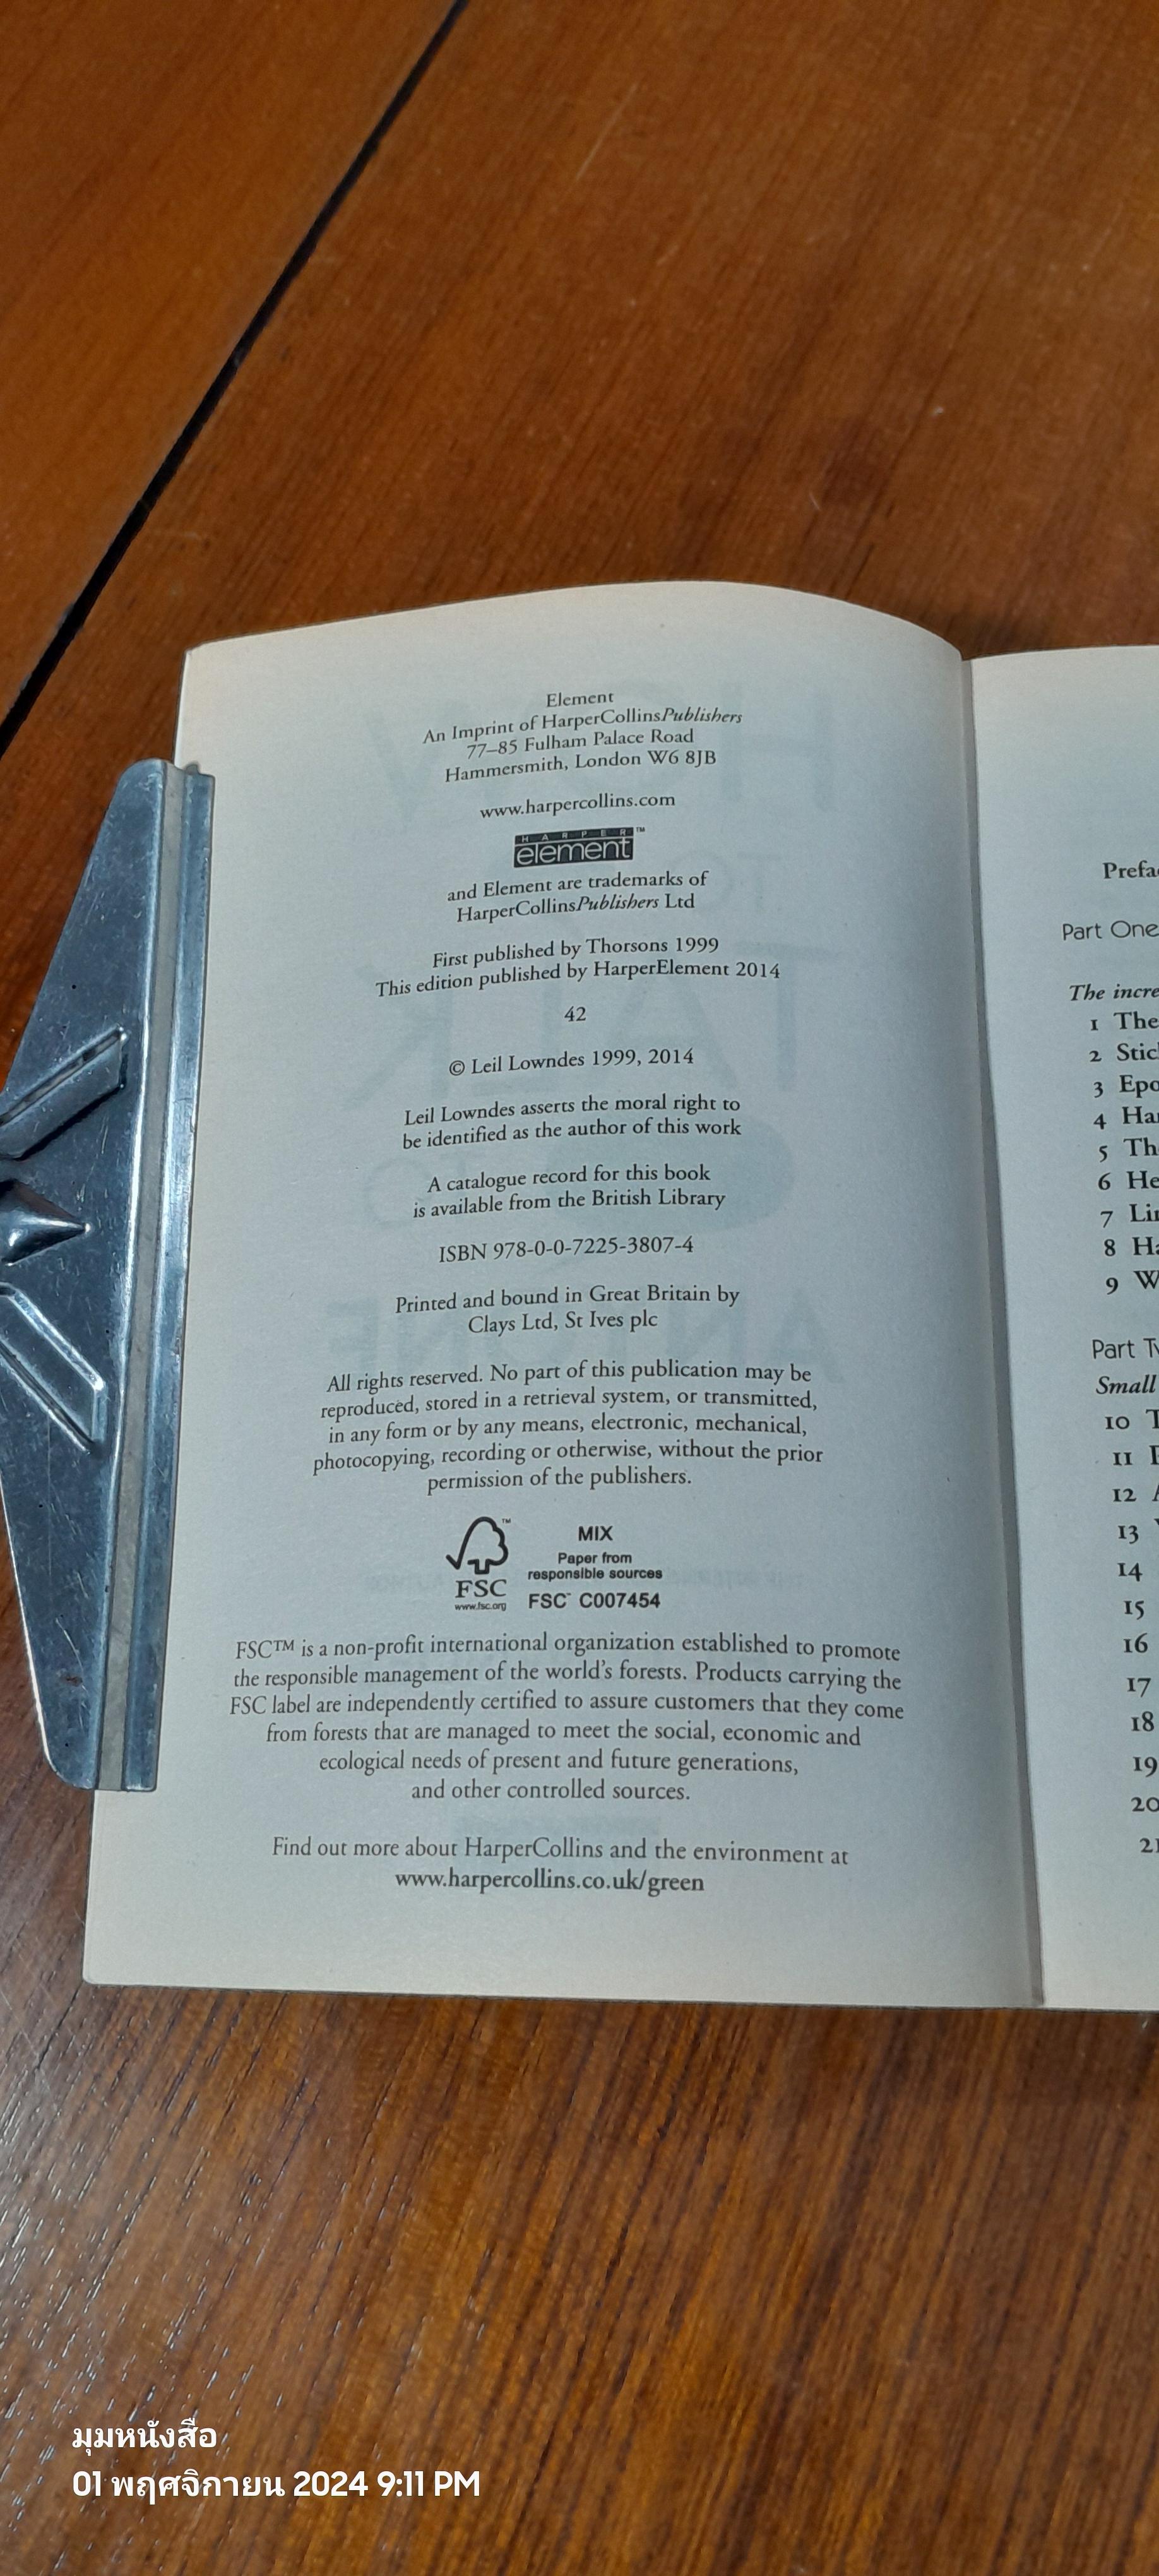 Element
An Imprint of HarperCollinsPublishers
77–85 Fulham Palace Road
Hammersmith, London W6 8JB
www.harpercollins.com
HARPER™
element
and Element are trademarks of
HarperCollinsPublishers Ltd
First published by Thorsons 1999
This edition published by HarperElement 2014
42
© Leil Lowndes 1999, 2014
Leil Lowndes asserts the moral right to
be identified as the author of this work
A catalogue record for this book
is available from the British Library
ISBN 978-0-0-7225-3807-4
Printed and bound in Great Britain by
Clays Ltd, St Ives plc
All rights reserved. No part of this publication may be
reproduced, stored in a retrieval system, or transmitted,
in any form or by any means, electronic, mechanical,
photocopying, recording or otherwise, without the prior
permission of the publishers.
FSC™
www.fsc.org
MIX
Paper from
responsible sources
FSC™ C007454
FSC™ is a non-profit international organization established to promote
the responsible management of the world's forests. Products carrying the
FSC label are independently certified to assure customers that they come
from forests that are managed to meet the social, economic and
ecological needs of present and future generations,
and other controlled sources.
Find out more about HarperCollins and the environment at
www.harpercollins.co.uk/green
Part One
The
1 The
2
3
4
5
6
7
8
9
Part
Small
10
11
12
13
14
15
16
17
18
19
20
21
มุมหนังสือ
01 พฤศจิกายน 2024 9:11 PM